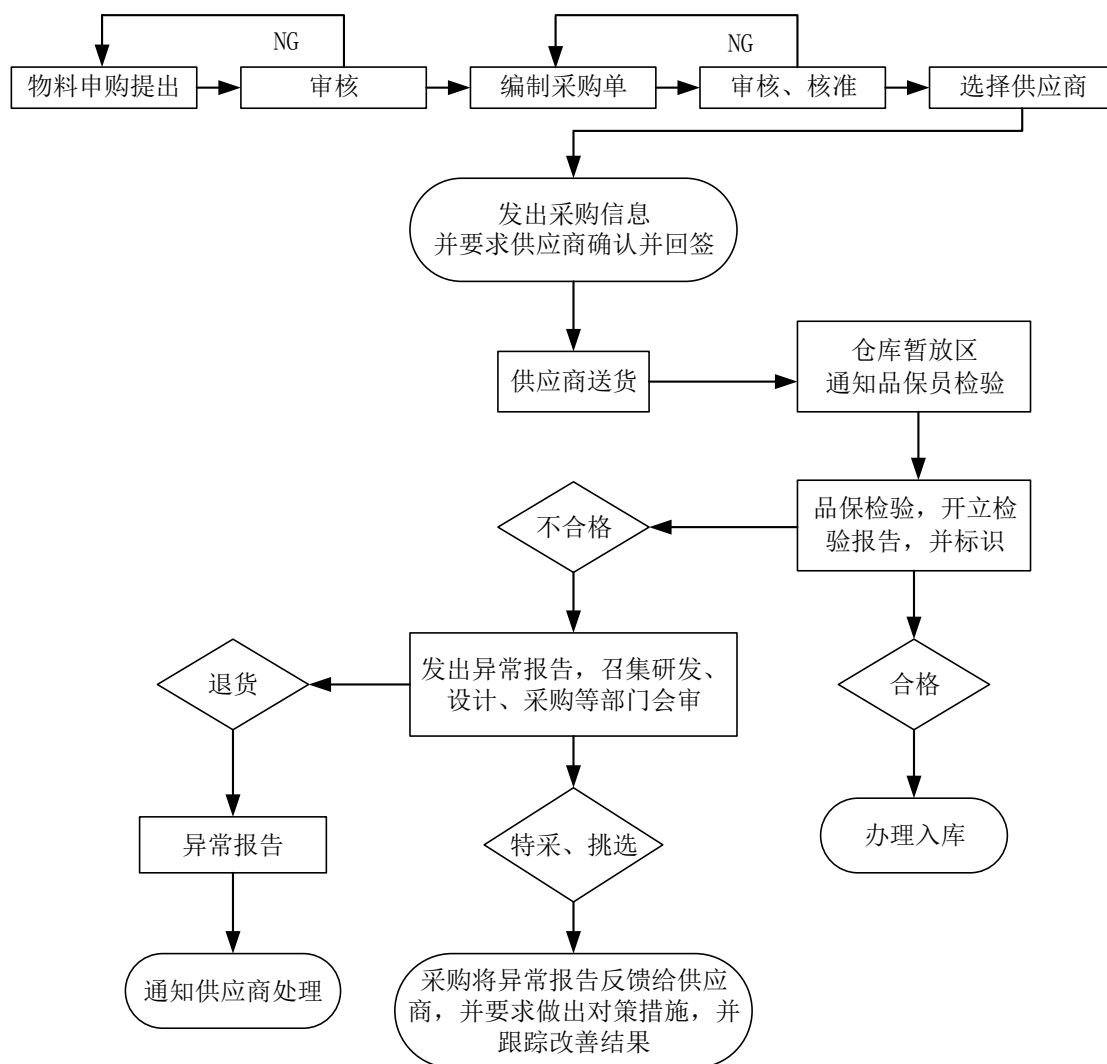 NG
NG
物料申购提出
审核
编制采购单
审核、核准
选择供应商
发出采购信息
并要求供应商确认并回签
供应商送货
仓库暂放区
通知品保员检验
不合格
品保检验，开立检
验报告，并标识
退货
发出异常报告，召集研发、
设计、采购等部门会审
合格
异常报告
特采、挑选
办理入库
通知供应商处理
采购将异常报告反馈给供应
商，并要求做出对策措施，并
跟踪改善结果